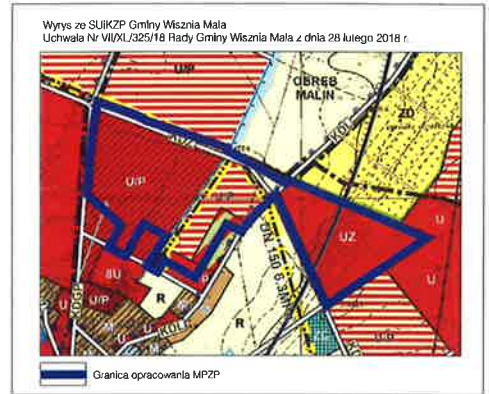 Wyrys ze SUiKZP Gminy Wisznia Mała
Uchwała Nr VII/XL/325/18 Rady Gminy Wisznia Mała z dnia 28 lutego 2018 r.
U/P
OBRĘB
MALIN
ZD
KDL
KDZ
U/P
U
UZ
U
DN 150 6.3MPa
8U
U
U/P
R
R
KDGP
KDL
Granica opracowania MPZP